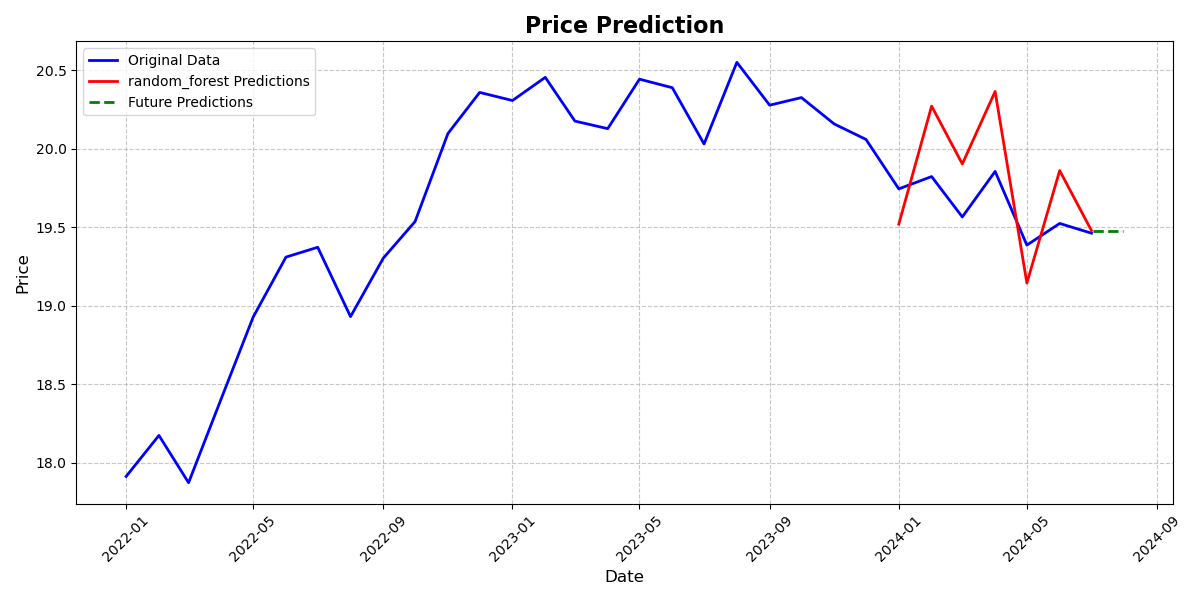 Price Prediction
Original Data
random_forest Predictions
Future Predictions
20.5
20.0
19.5
19.0
18.5
18.0
Price
2022-01
2022-05
2022-09
2023-01
2023-05
2023-09
2024-01
2024-05
2024-09
Date